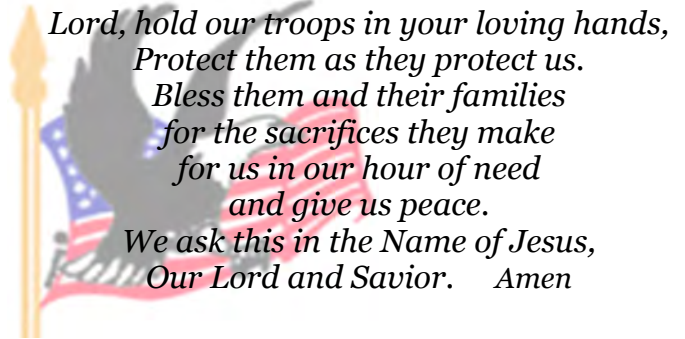 Lord, hold our troops in your loving hands,
Protect them as they protect us.
Bless them and their families
for the sacrifices they make
for us in our hour of need
and give us peace.
We ask this in the Name of Jesus,
Our Lord and Savior. Amen